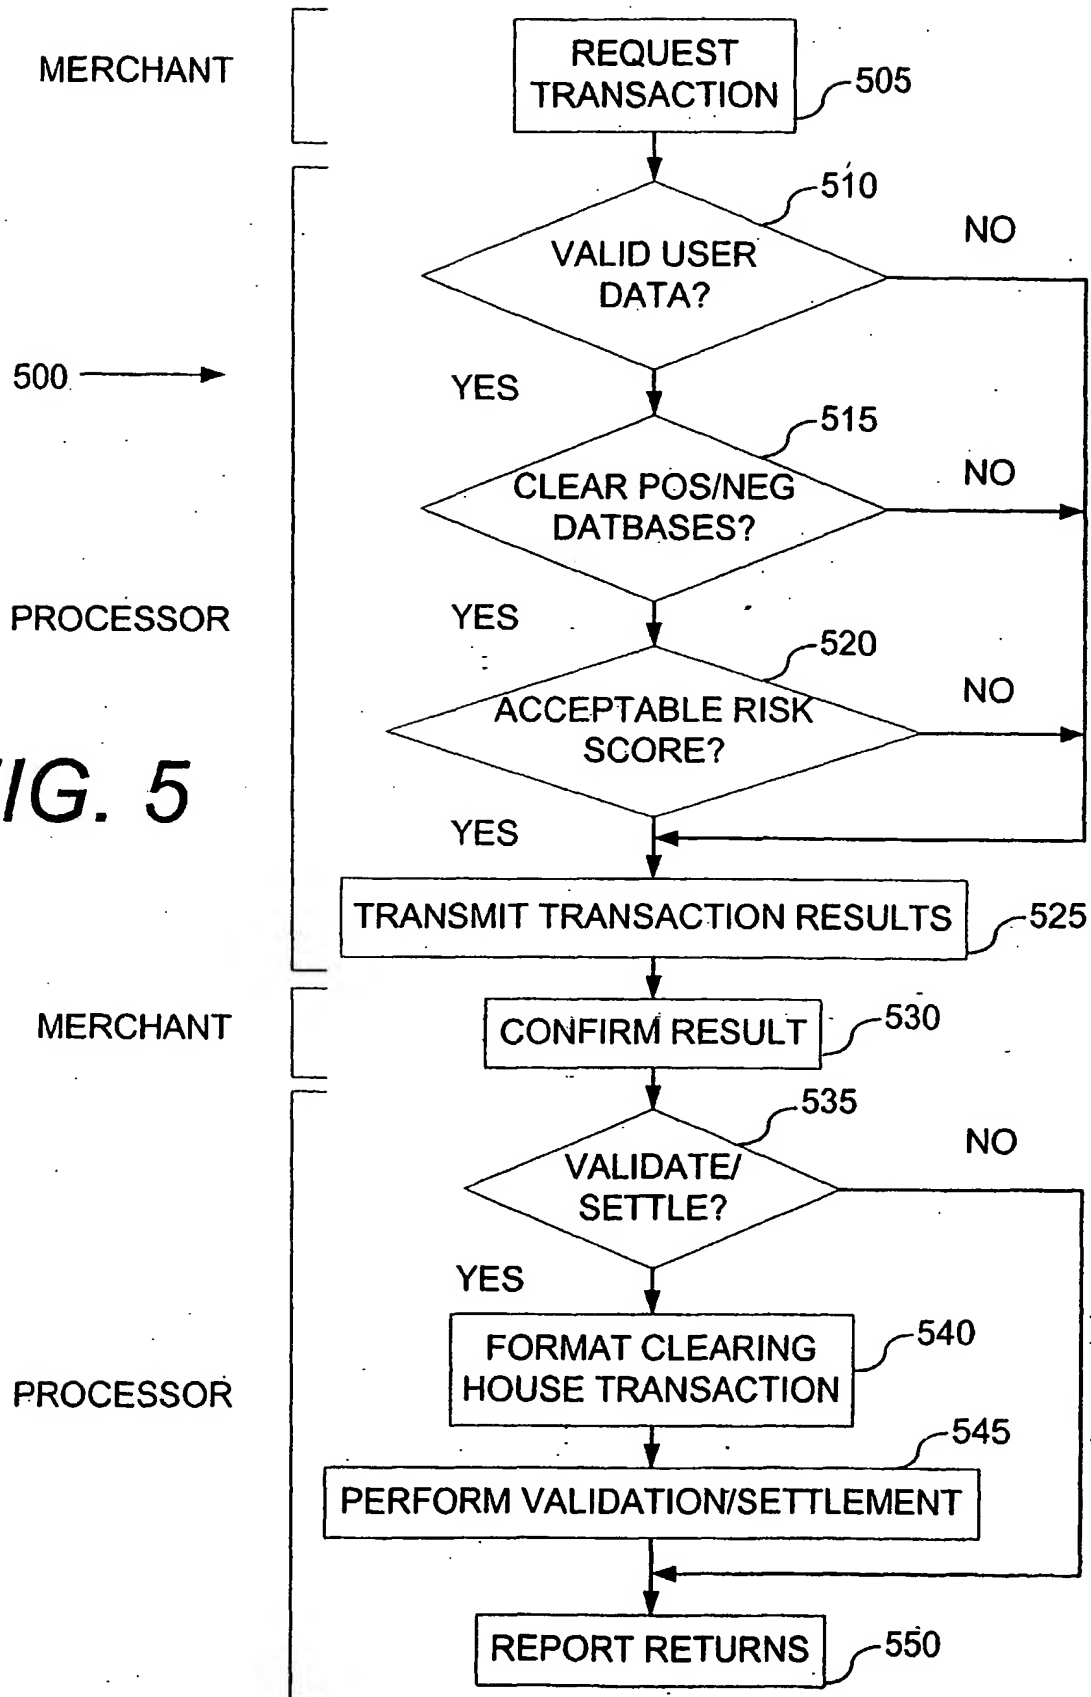 MERCHANT
REQUEST
TRANSACTION
505
510
VALID USER
DATA?
NO
500
YES
515
CLEAR POS/NEG
DATBASES?
NO
PROCESSOR
YES
520
ACCEPTABLE RISK
SCORE?
NO
FIG. 5
YES
TRANSMIT TRANSACTION RESULTS
525
MERCHANT
CONFIRM RESULT
530
535
VALIDATE/
SETTLE?
NO
YES
FORMAT CLEARING
HOUSE TRANSACTION
540
PROCESSOR
545
PERFORM VALIDATION/SETTLEMENT
REPORT RETURNS
550